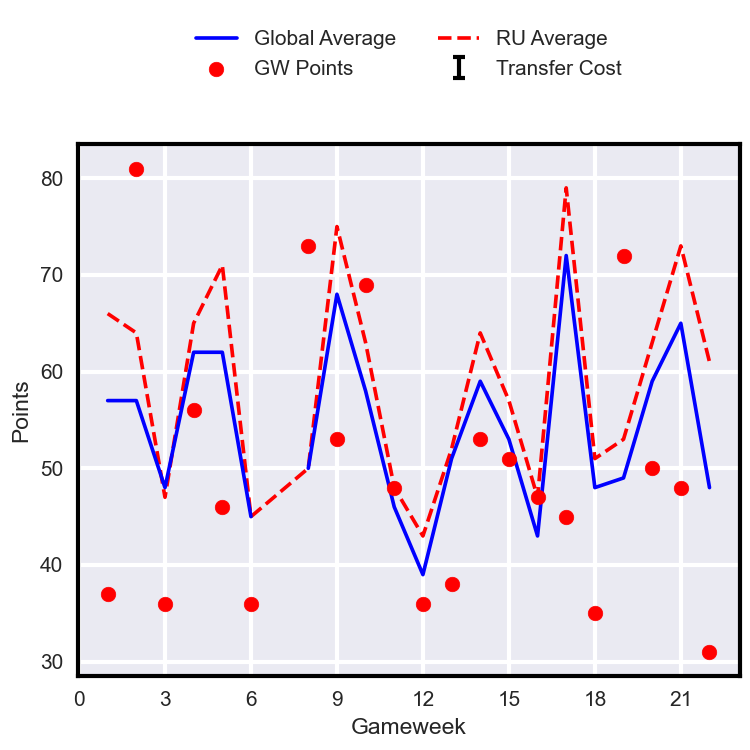 Global Average
RU Average
GW Points
Transfer Cost
80
70
60
50
40
30
Points
0 3 6 9 12 15 18 21
Gameweek